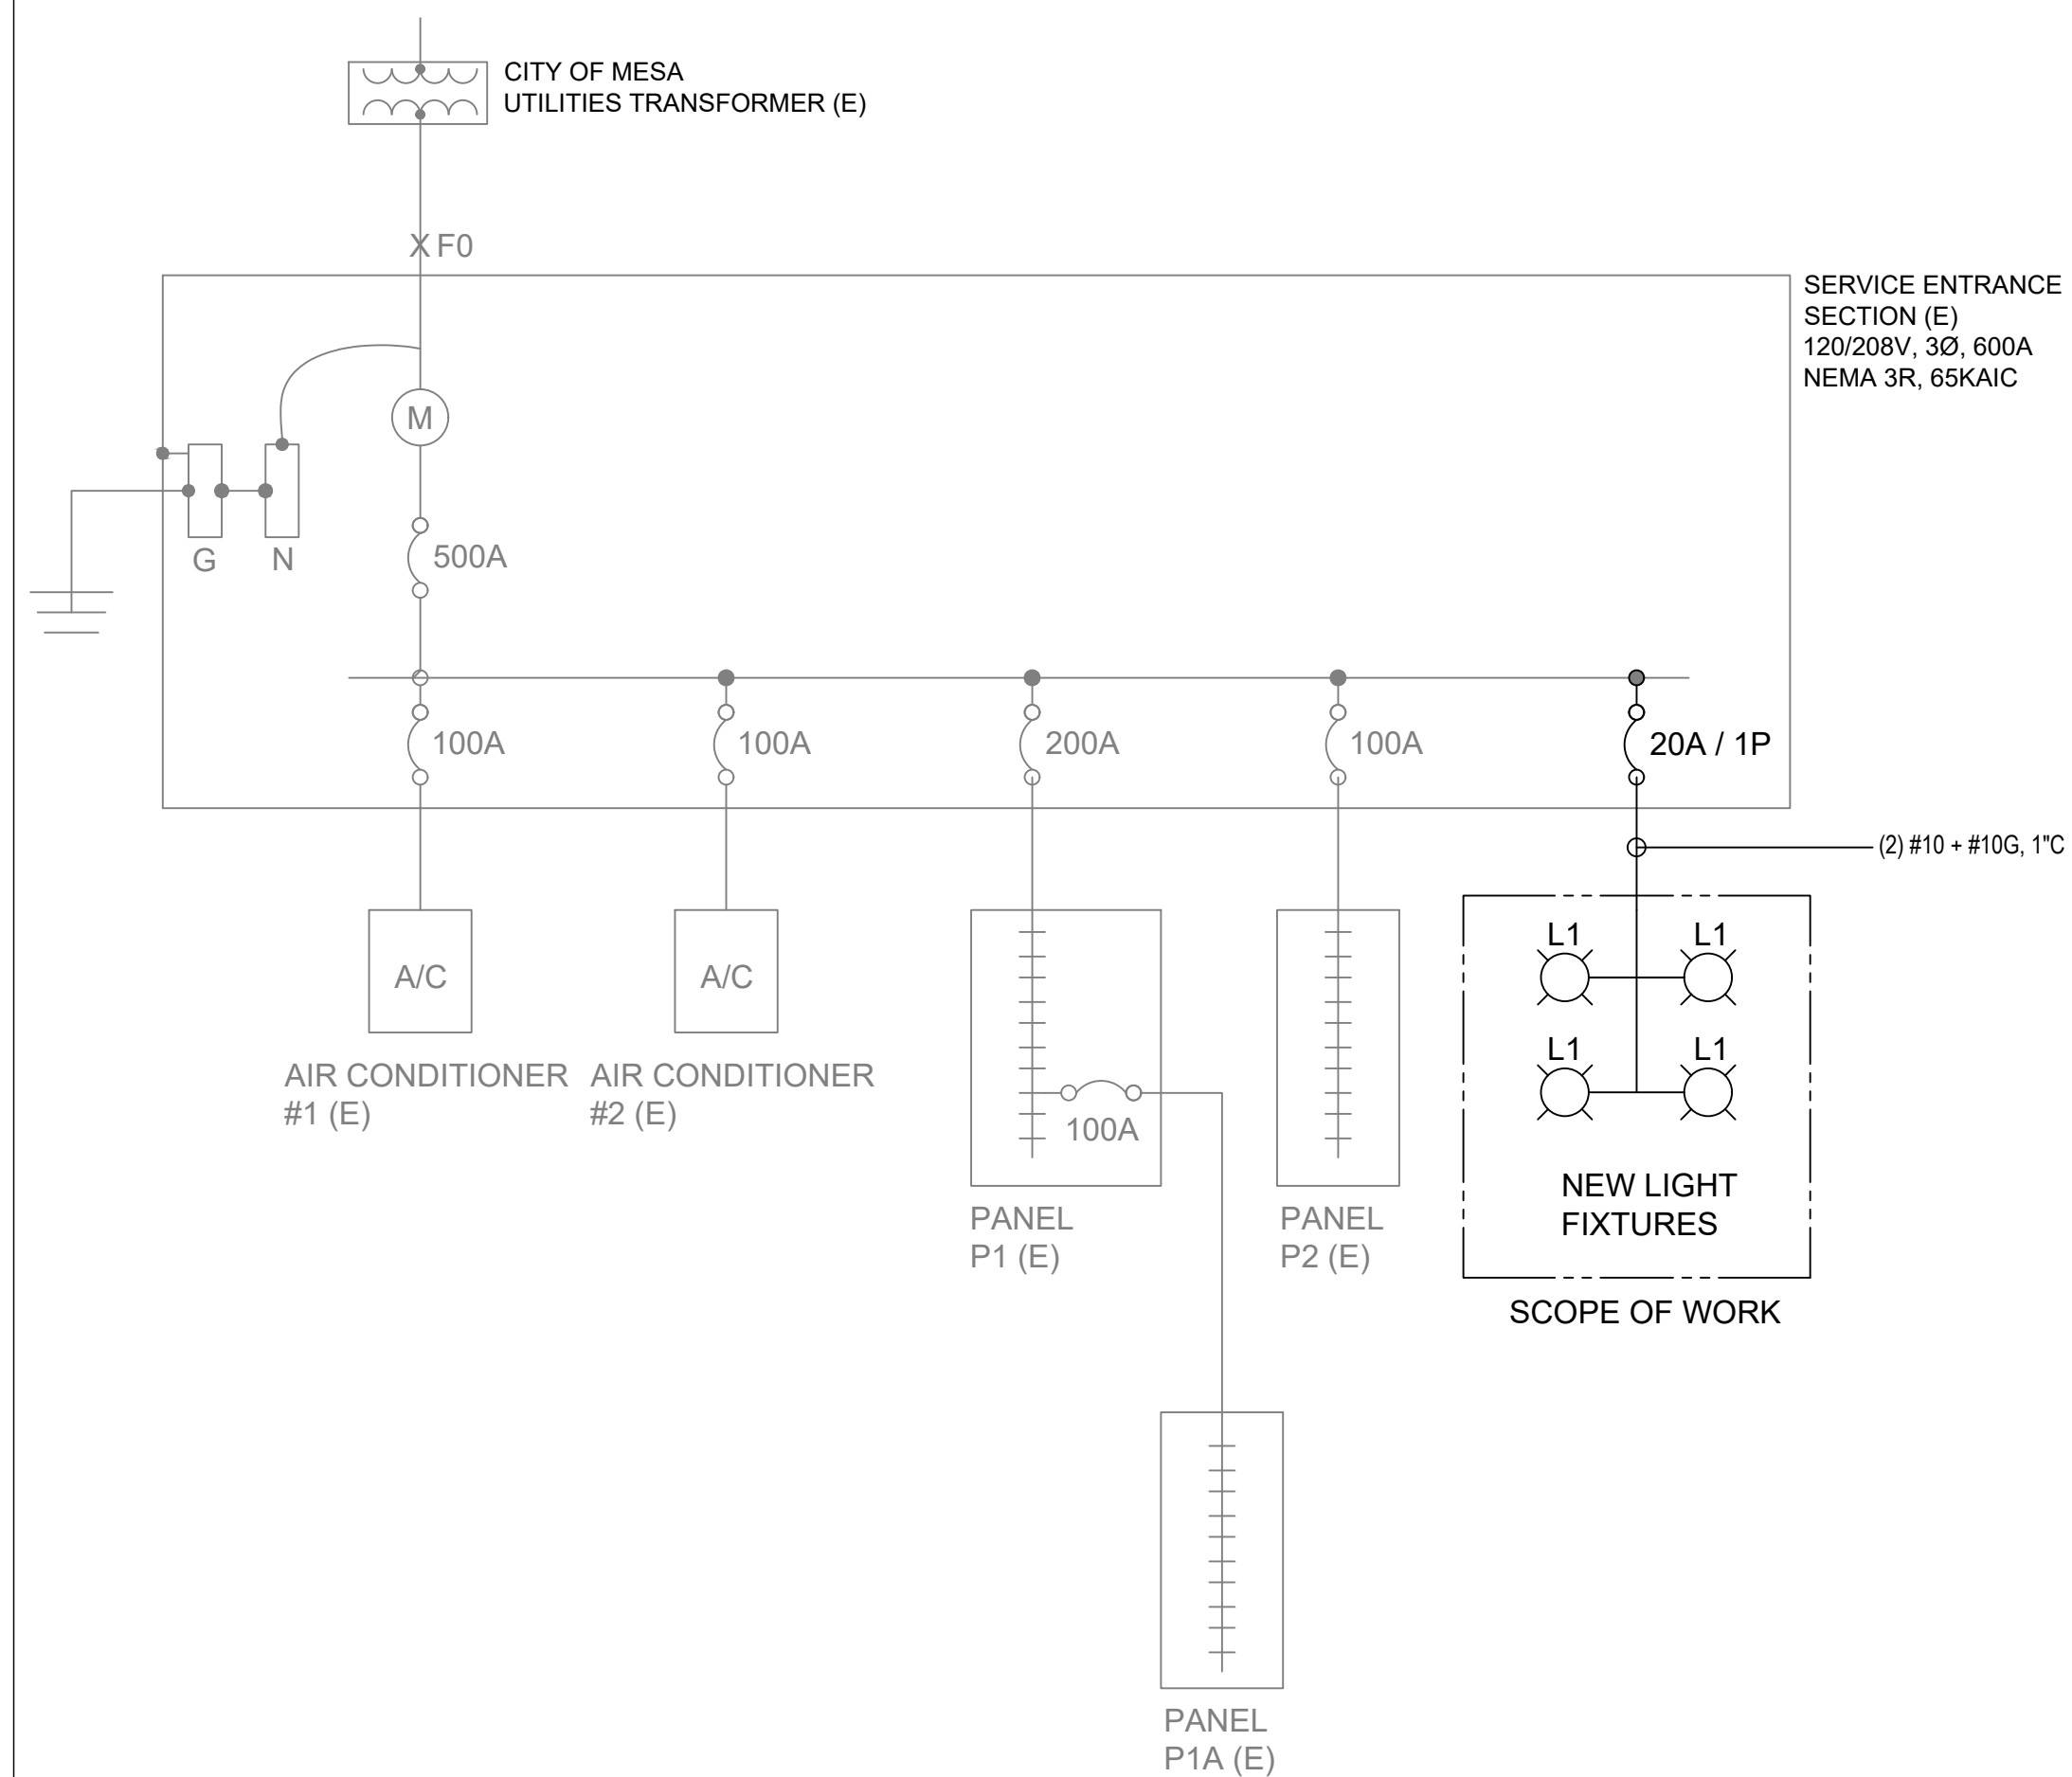 CITY OF MESA
UTILITIES TRANSFORMER (E)
X F0
SERVICE ENTRANCE
SECTION (E)
120/208V, 3Ø, 600A
NEMA 3R, 65KAIC
M
G
N
500A
100A
100A
200A
100A
20A / 1P
(2) #10 + #10G, 1"C
A/C
A/C
L1
L1
L1
L1
AIR CONDITIONER
#1 (E)
AIR CONDITIONER
#2 (E)
100A
NEW LIGHT
FIXTURES
PANEL
P1 (E)
PANEL
P2 (E)
SCOPE OF WORK
PANEL
P1A (E)